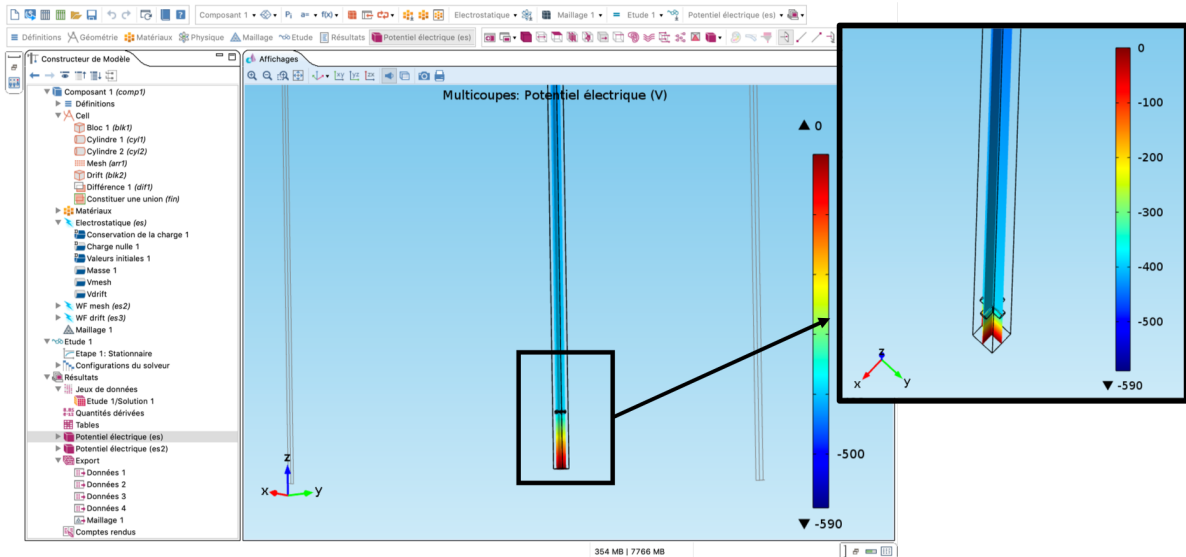 Composant 1
Pi
a=
f(x)
Electrostatique
Maillage 1
Etude 1
Potentiel électrique (es)
Définitions
Géométrie
Matériaux
Physique
Maillage
Etude
Résultats
Potentiel électrique (es)
Constructeur de Modèle
Composant 1 (comp1)
Définitions
Cell
Bloc 1 (blk1)
Cylindre 1 (cyl1)
Cylindre 2 (cyl2)
Mesh (arr1)
Drift (blk2)
Différence 1 (dif1)
Constituer une union (fin)
Matériaux
Electrostatique (es)
Conservation de la charge 1
Charge nulle 1
Valeurs initiales 1
Masse 1
Vmesh
Vdrift
WF mesh (es2)
WF drift (es3)
Maillage 1
Etude 1
Etape 1: Stationnaire
Configurations du solveur
Résultats
Jeux de données
Etude 1/Solution 1
Quantités dérivées
Tables
Potentiel électrique (es)
Potentiel électrique (es2)
Export
Données 1
Données 2
Données 3
Données 4
Maillage 1
Comptes rendus
Affichages
xy
yz
zx
Multicoupes: Potentiel électrique (V)
▲ 0
-500
▼ -590
z
x
y
0
-100
-200
-300
-400
-500
▼ -590
z
x
y
354 MB | 7766 MB